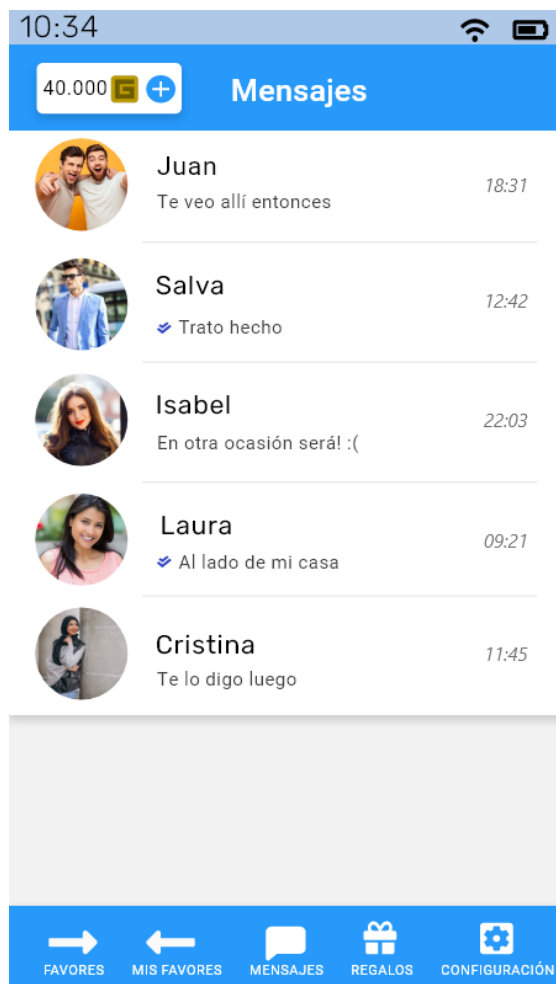 10:34
40.000 G
Mensajes
Juan
Te veo allí entonces
18:31
Salva
Trato hecho
12:42
Isabel
En otra ocasión será! :(
22:03
Laura
Al lado de mi casa
09:21
Cristina
Te lo digo luego
11:45
FAVORES
MIS FAVORES
MENSAJES
REGALOS
CONFIGURACIÓN